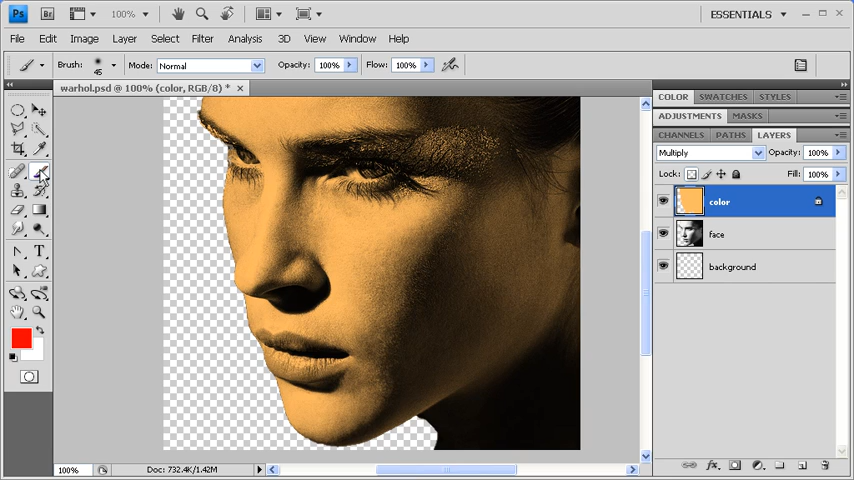 Ps Br 100% ESSENTIALS
File Edit Image Layer Select Filter Analysis 3D View Window Help
Brush: 45 Mode: Normal Opacity: 100% Flow: 100%
warhol.psd @ 100% (color, RGB/8) *
COLOR SWATCHES STYLES
ADJUSTMENTS MASKS
CHANNELS PATHS LAYERS
Multiply Opacity: 100%
Lock: Fill: 100%
color
face
background
T
100% Doc: 732.4K/1.42M
fx